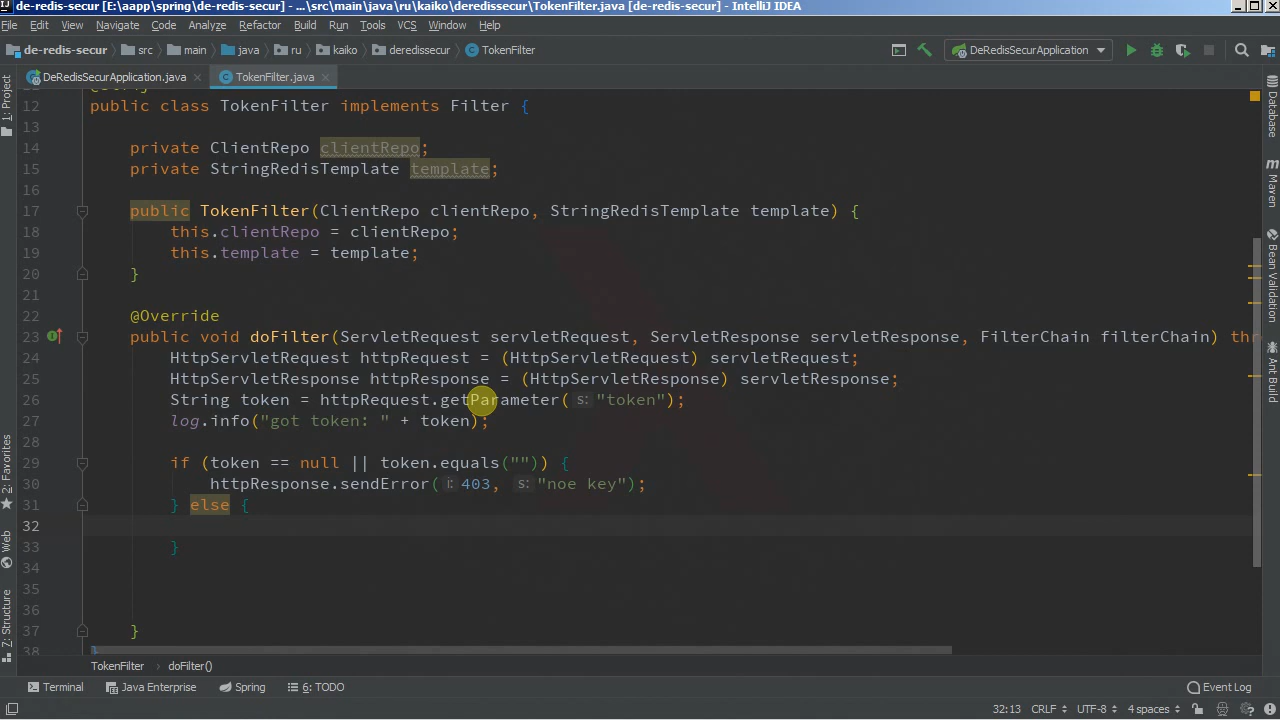 de-redis-secur [E:\aapp\spring\de-redis-secur] - ...\src\main\java\ru\kaiko\deredissecur\TokenFilter.java [de-redis-secur] - IntelliJ IDEA
File Edit View Navigate Code Analyze Refactor Build Run Tools VCS Window Help
de-redis-secur src main java ru kaiko deredissecur TokenFilter DeRedisSecurApplication
DeRedisSecurApplication.java TokenFilter.java
12 public class TokenFilter implements Filter {
13
14 private ClientRepo clientRepo;
15 private StringRedisTemplate template;
16
17 public TokenFilter(ClientRepo clientRepo, StringRedisTemplate template) {
18 this.clientRepo = clientRepo;
19 this.template = template;
20 }
21
22 @Override
23 public void doFilter(ServletRequest servletRequest, ServletResponse servletResponse, FilterChain filterChain) thr
24 HttpServletRequest httpRequest = (HttpServletRequest) servletRequest;
25 HttpServletResponse httpResponse = (HttpServletResponse) servletResponse;
26 String token = httpRequest.getParameter( s: "token");
27 log.info("got token: " + token);
28
29 if (token == null || token.equals("")) {
30 httpResponse.sendError( i: 403, s: "noe key");
31 } else {
32
33 }
34
35
36
37 }
38 }
TokenFilter doFilter()
Terminal Java Enterprise Spring 6: TODO Event Log
32:13 CRLF UTF-8 4 spaces
1: Project
2: Favorites
Web
7: Structure
Database
Maven
Bean Validation
Ant Build